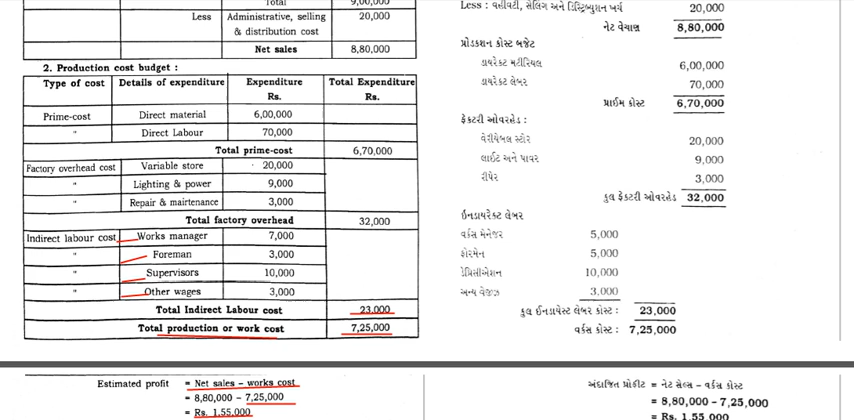 Total 9,00,000
Less Administrative, selling 20,000
& distribution cost
Net sales 8,80,000
2. Production cost budget :
Type of cost Details of expenditure Expenditure Total Expenditure
Rs. Rs.
Prime-cost Direct material 6,00,000
" Direct Labour 70,000
Total prime-cost 6,70,000
Factory overhead cost Variable store 20,000
" Lighting & power 9,000
" Repair & mairtenance 3,000
Total factory overhead 32,000
Indirect labour cost Works manager 7,000
" Foreman 3,000
" Supervisors 10,000
" Other wages 3,000
Total Indirect Labour cost 23,000
Total production or work cost 7,25,000
Estimated profit = Net sales – works cost
= 8,80,000 – 7,25,000
= Rs. 1,55,000
Less : વહીવટી, સેલિંગ અને ડિસ્ટ્રિબ્યુશન ખર્ચ 20,000
નેટ વેચાણ 8,80,000
પ્રોડક્શન કોસ્ટ બજેટ
ડાયરેક્ટ મટીરિયલ 6,00,000
ડાયરેક્ટ લેબર 70,000
પ્રાઈમ કોસ્ટ 6,70,000
ફેક્ટરી ઓવરહેડ :
વેરીયેબલ સ્ટોર 20,000
લાઈટ અને પાવર 9,000
રીપેર 3,000
કુલ ફેક્ટરી ઓવરહેડ 32,000
ઈનડાયરેક્ટ લેબર
વર્ક્સ મેનેજર 5,000
ફોરમેન 5,000
ડેપ્રિસીએશન 10,000
અન્ય વેજીઝ 3,000
કુલ ઈનડાયરેસ્ટ લેબર કોસ્ટ : 23,000
વર્ક્સ કોસ્ટ : 7,25,000
અંદાજિત પ્રોફીટ = નેટ સેલ્સ – વર્ક્સ કોસ્ટ
= 8,80,000 – 7,25,000
= Rs. 1,55,000